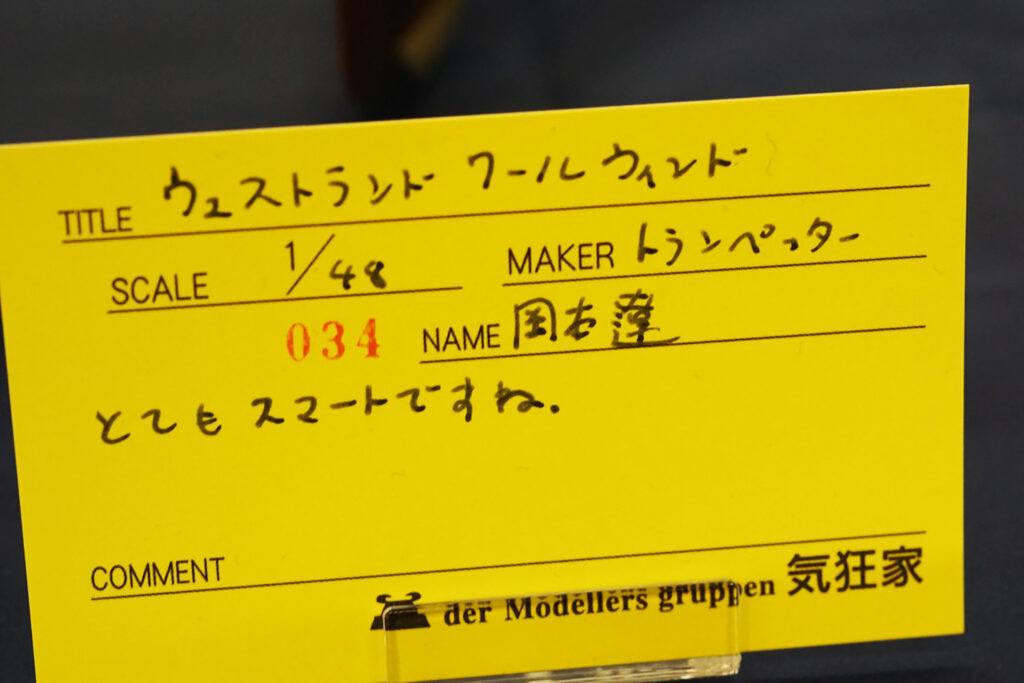 TITLE ウェストランド ワールウィンド
SCALE 1/48 MAKER トランペッター
034 NAME 岡本達
とてもスマートですね.
COMMENT
der Modellers gruppen 気狂家